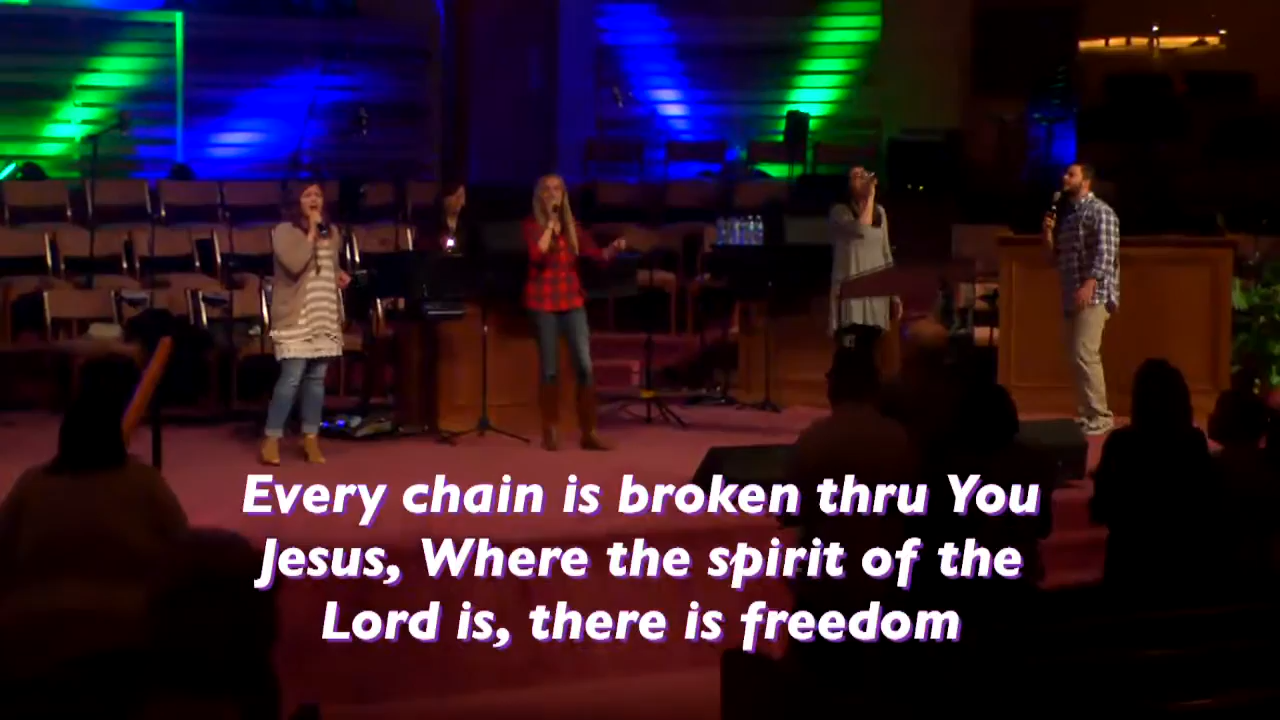 Every chain is broken thru You
Jesus, Where the spirit of the
Lord is, there is freedom